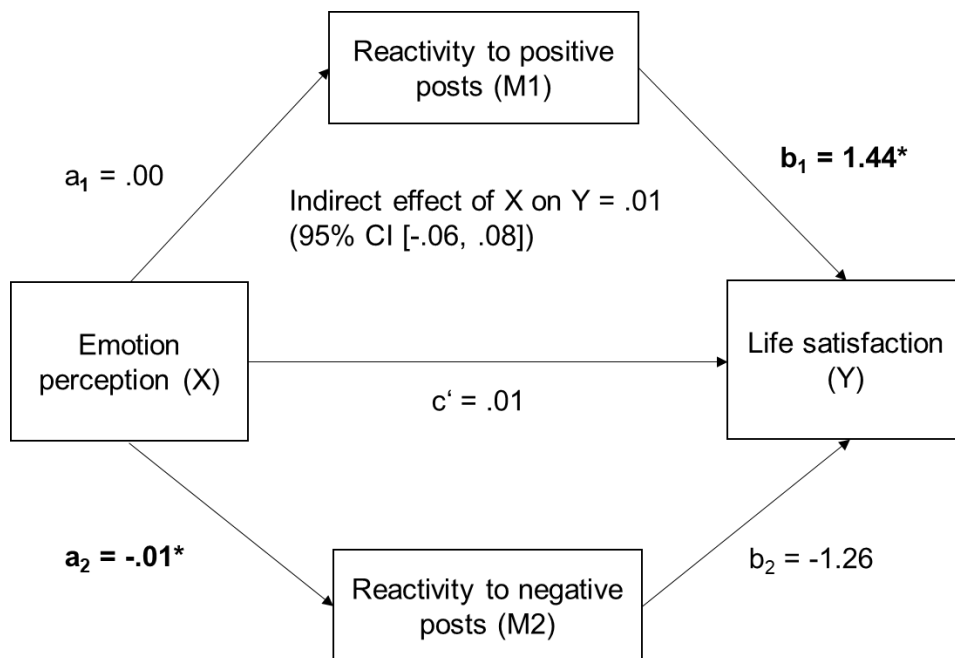 Reactivity to positive
posts (M1)
a₁ = .00
b₁ = 1.44*
Indirect effect of X on Y = .01
(95% CI [-.06, .08])
Emotion
perception (X)
Life satisfaction
(Y)
c‘ = .01
a₂ = -.01*
b₂ = -1.26
Reactivity to negative
posts (M2)